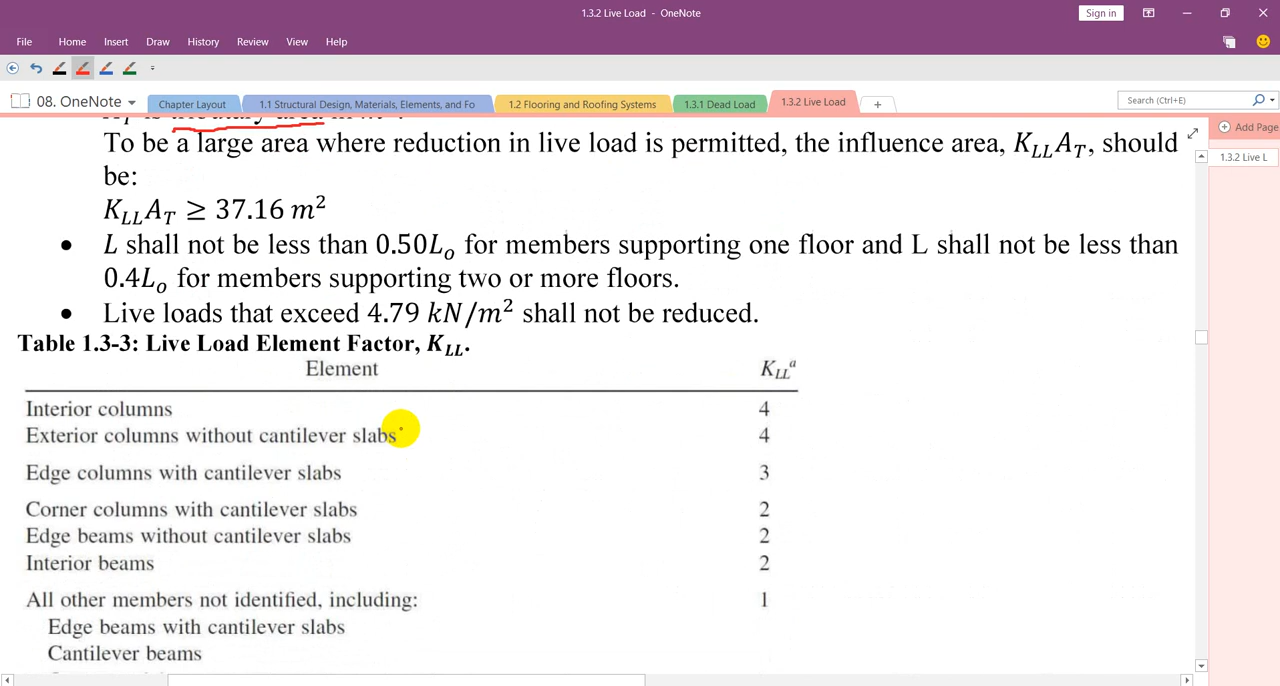 1.3.2 Live Load - OneNote
Sign in
File Home Insert Draw History Review View Help
08. OneNote
Chapter Layout
1.1 Structural Design, Materials, Elements, and Fo
1.2 Flooring and Roofing Systems
1.3.1 Dead Load
1.3.2 Live Load
Search (Ctrl+E)
Add Page
1.3.2 Live L
To be a large area where reduction in live load is permitted, the influence area, K_{LL}A_T, should
be:
K_{LL}A_T ≥ 37.16 m²
• L shall not be less than 0.50L_o for members supporting one floor and L shall not be less than
0.4L_o for members supporting two or more floors.
• Live loads that exceed 4.79 kN/m² shall not be reduced.
Table 1.3-3: Live Load Element Factor, K_{LL}.
Element K_{LL}^a
Interior columns 4
Exterior columns without cantilever slabs 4
Edge columns with cantilever slabs 3
Corner columns with cantilever slabs 2
Edge beams without cantilever slabs 2
Interior beams 2
All other members not identified, including: 1
Edge beams with cantilever slabs
Cantilever beams